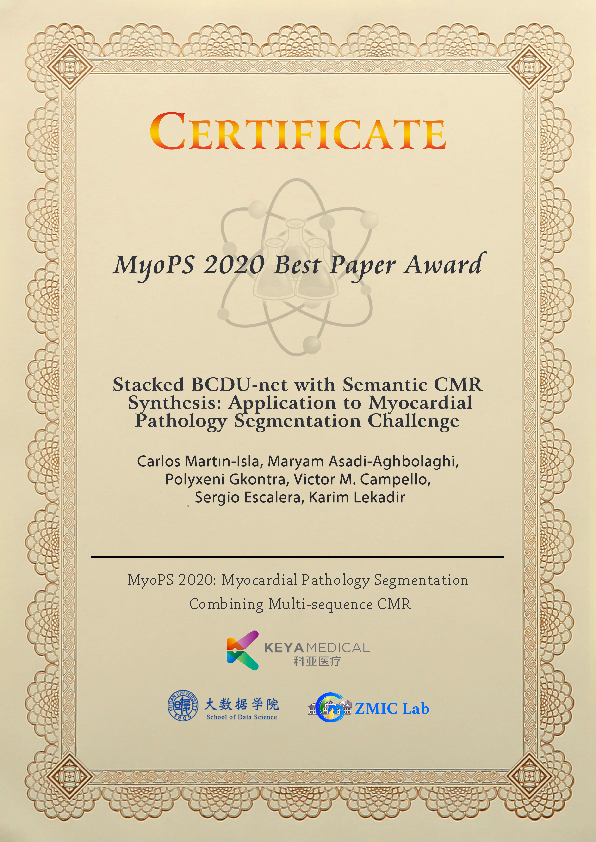 CERTIFICATE
MyoPS 2020 Best Paper Award
Stacked BCDU-net with Semantic CMR
Synthesis: Application to Myocardial
Pathology Segmentation Challenge
Carlos Martın-Isla, Maryam Asadi-Aghbolaghi,
Polyxeni Gkontra, Victor M. Campello,
Sergio Escalera, Karim Lekadir
MyoPS 2020: Myocardial Pathology Segmentation
Combining Multi-sequence CMR
KEYAMEDICAL
科亚医疗
大数据学院
School of Data Science
ZMIC Lab